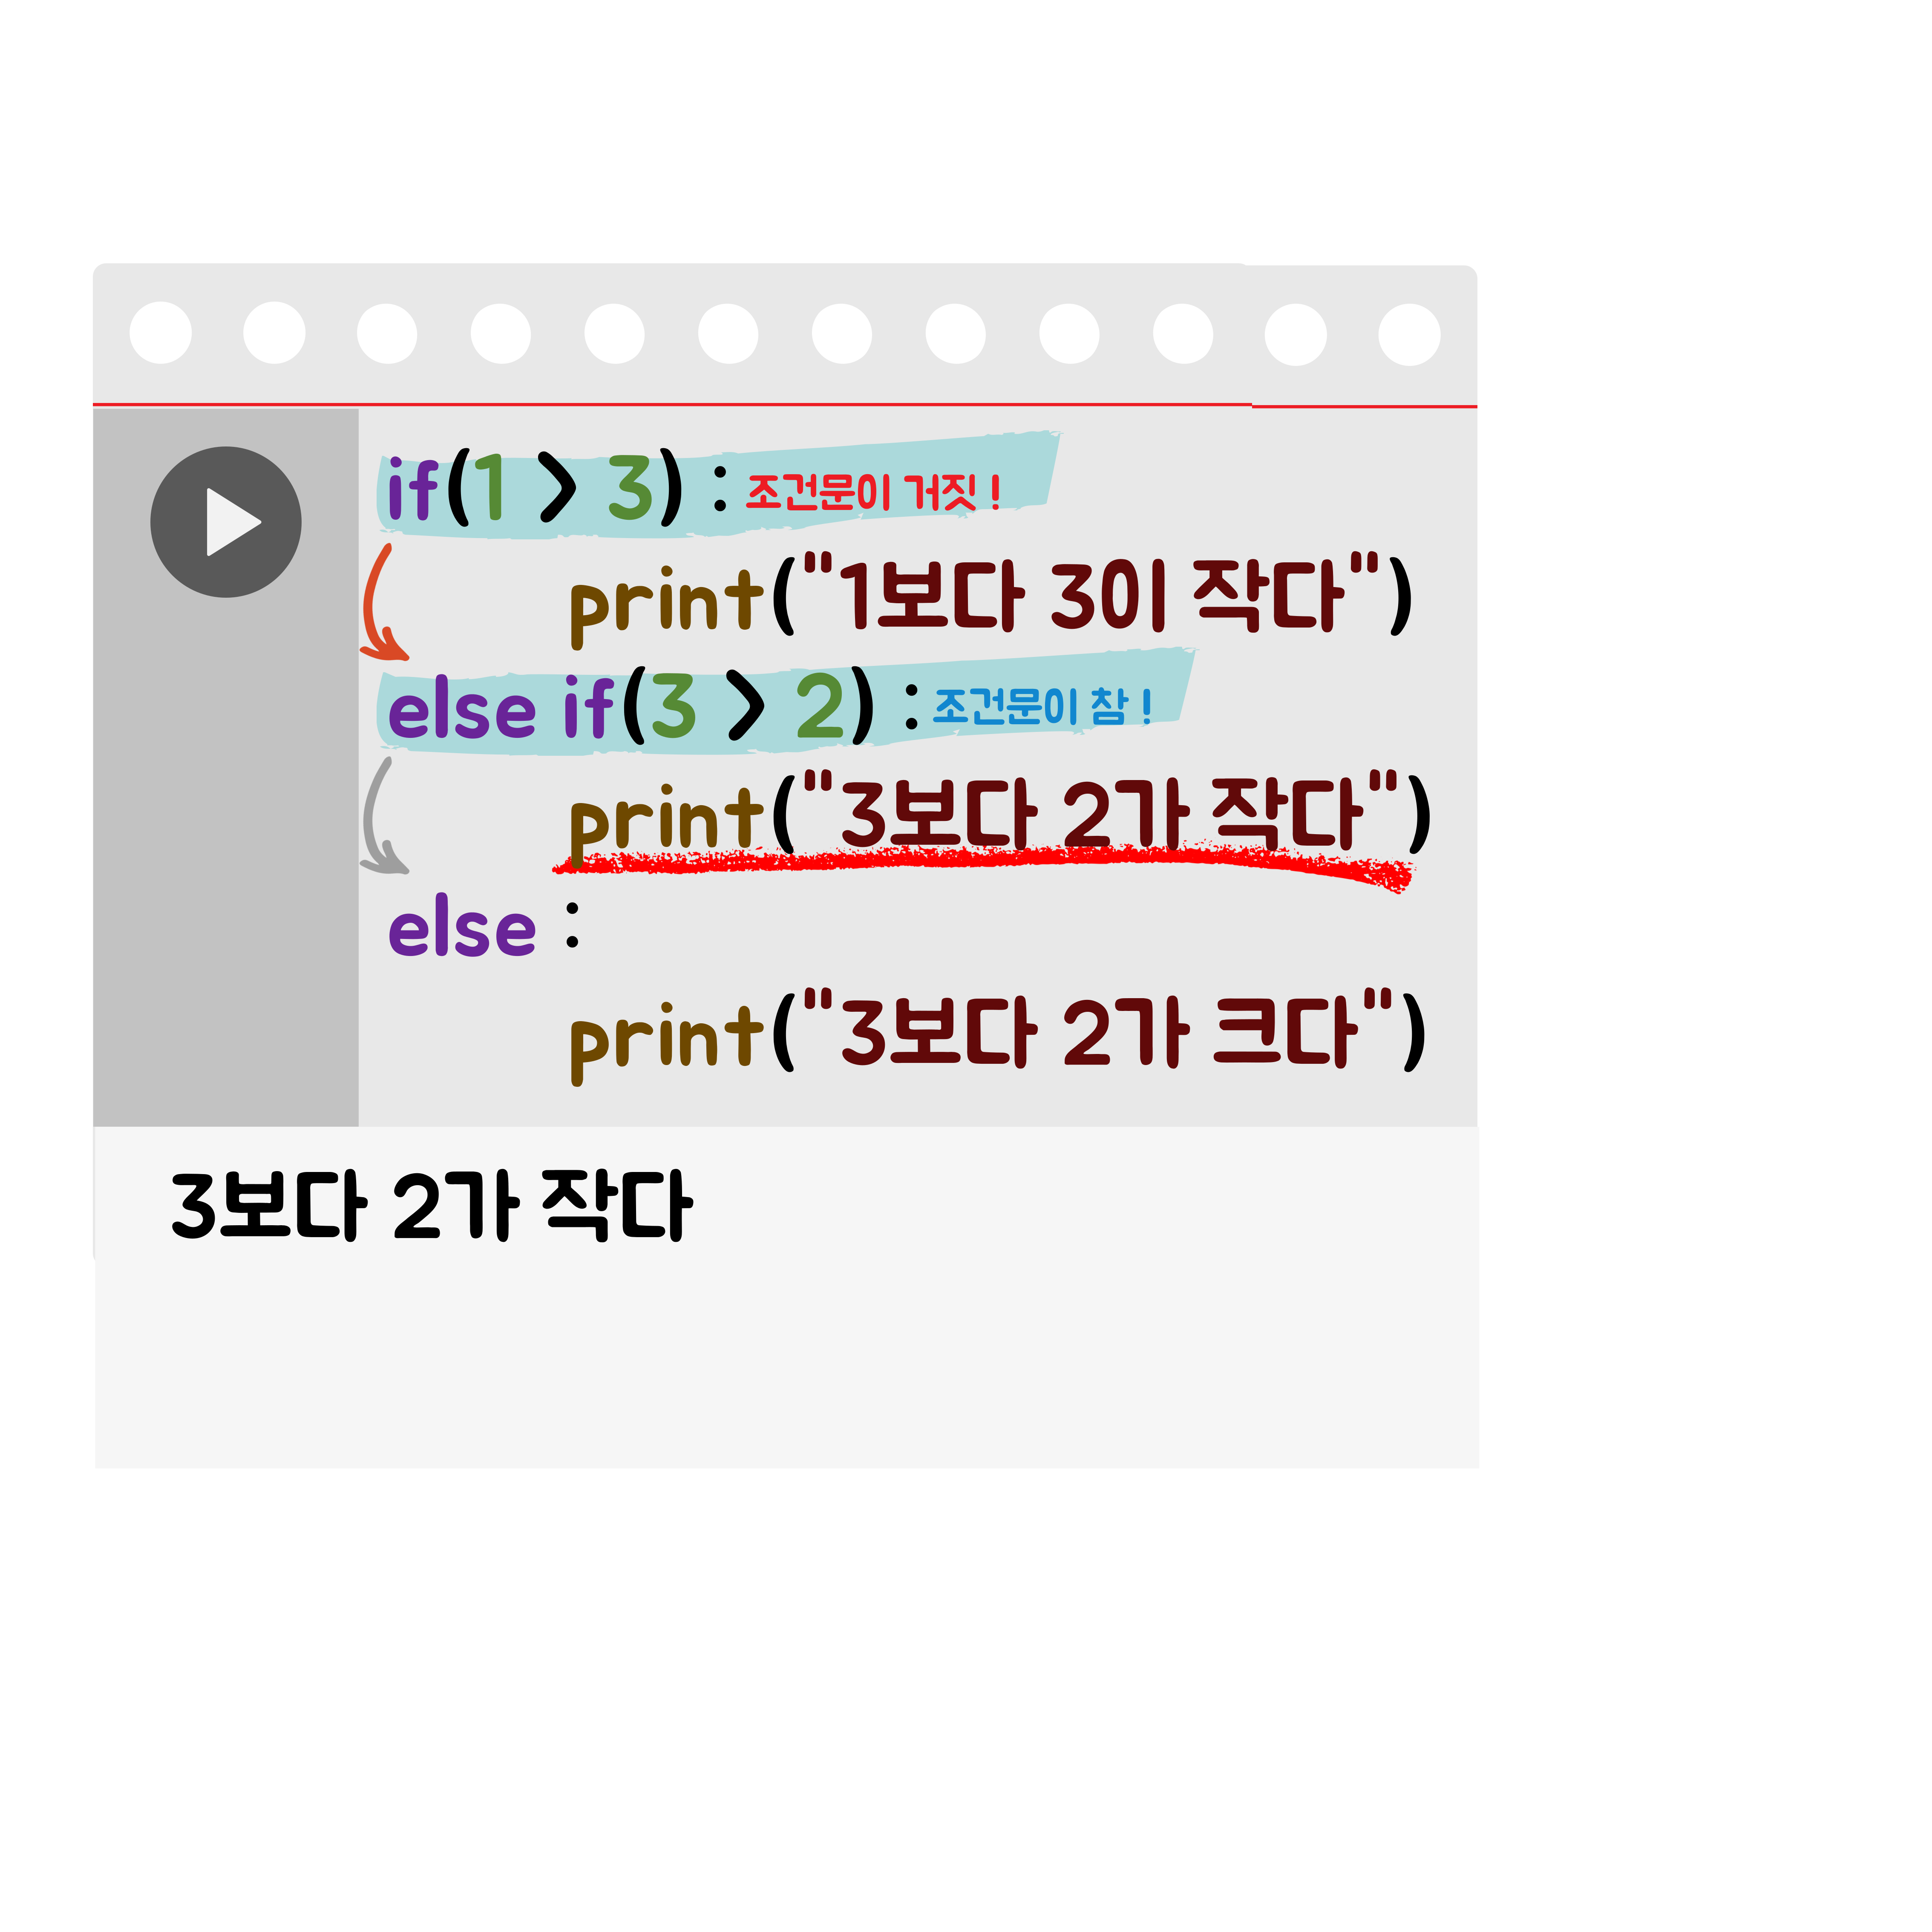 if(1 > 3) : 조건문이 거짓 !
print("1보다 3이 작다")
else if(3 > 2) : 조건문이 참 !
print("3보다 2가 작다")
else :
print("3보다 2가 크다")
3보다 2가 작다